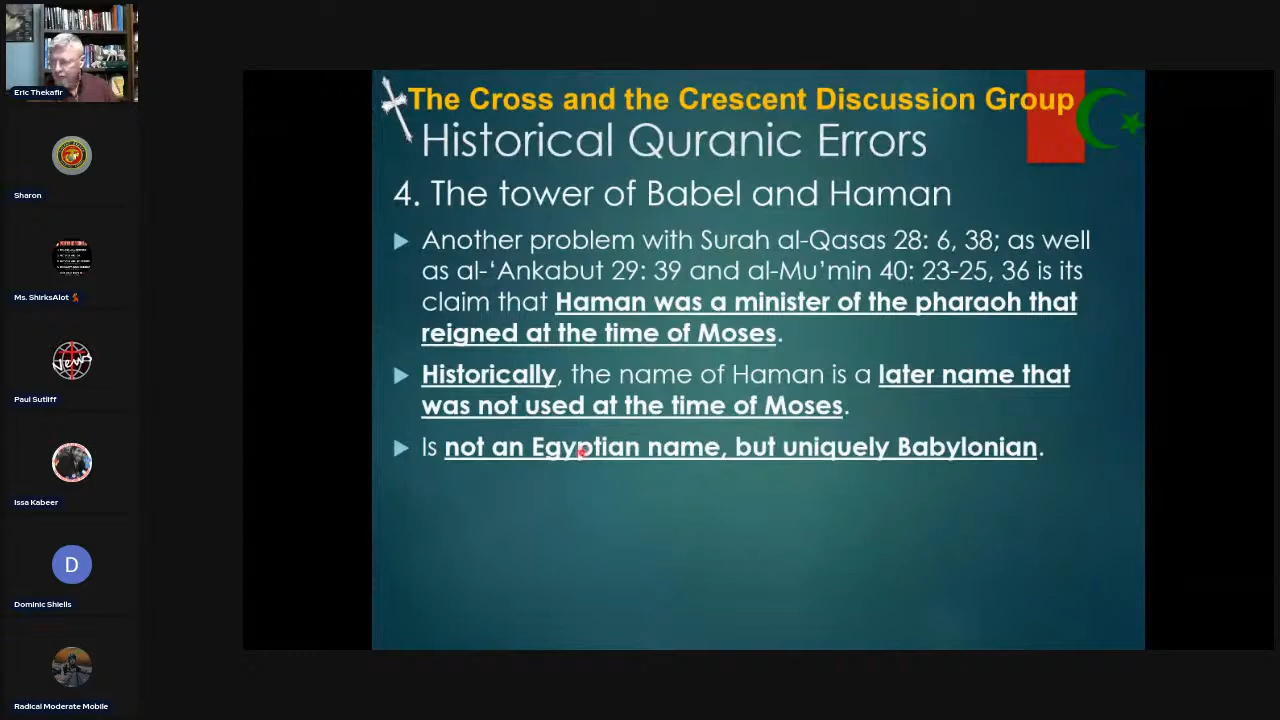 Eric Thekafir
Sharon
Ms. ShirksAlot
Paul Sutliff
News
Issa Kabeer
D
Dominic Shiells
Radical Moderate Mobile
The Cross and the Crescent Discussion Group
Historical Quranic Errors
4. The tower of Babel and Haman
Another problem with Surah al-Qasas 28: 6, 38; as well
as al-‘Ankabut 29: 39 and al-Mu’min 40: 23-25, 36 is its
claim that Haman was a minister of the pharaoh that
reigned at the time of Moses.
Historically, the name of Haman is a later name that
was not used at the time of Moses.
Is not an Egyptian name, but uniquely Babylonian.